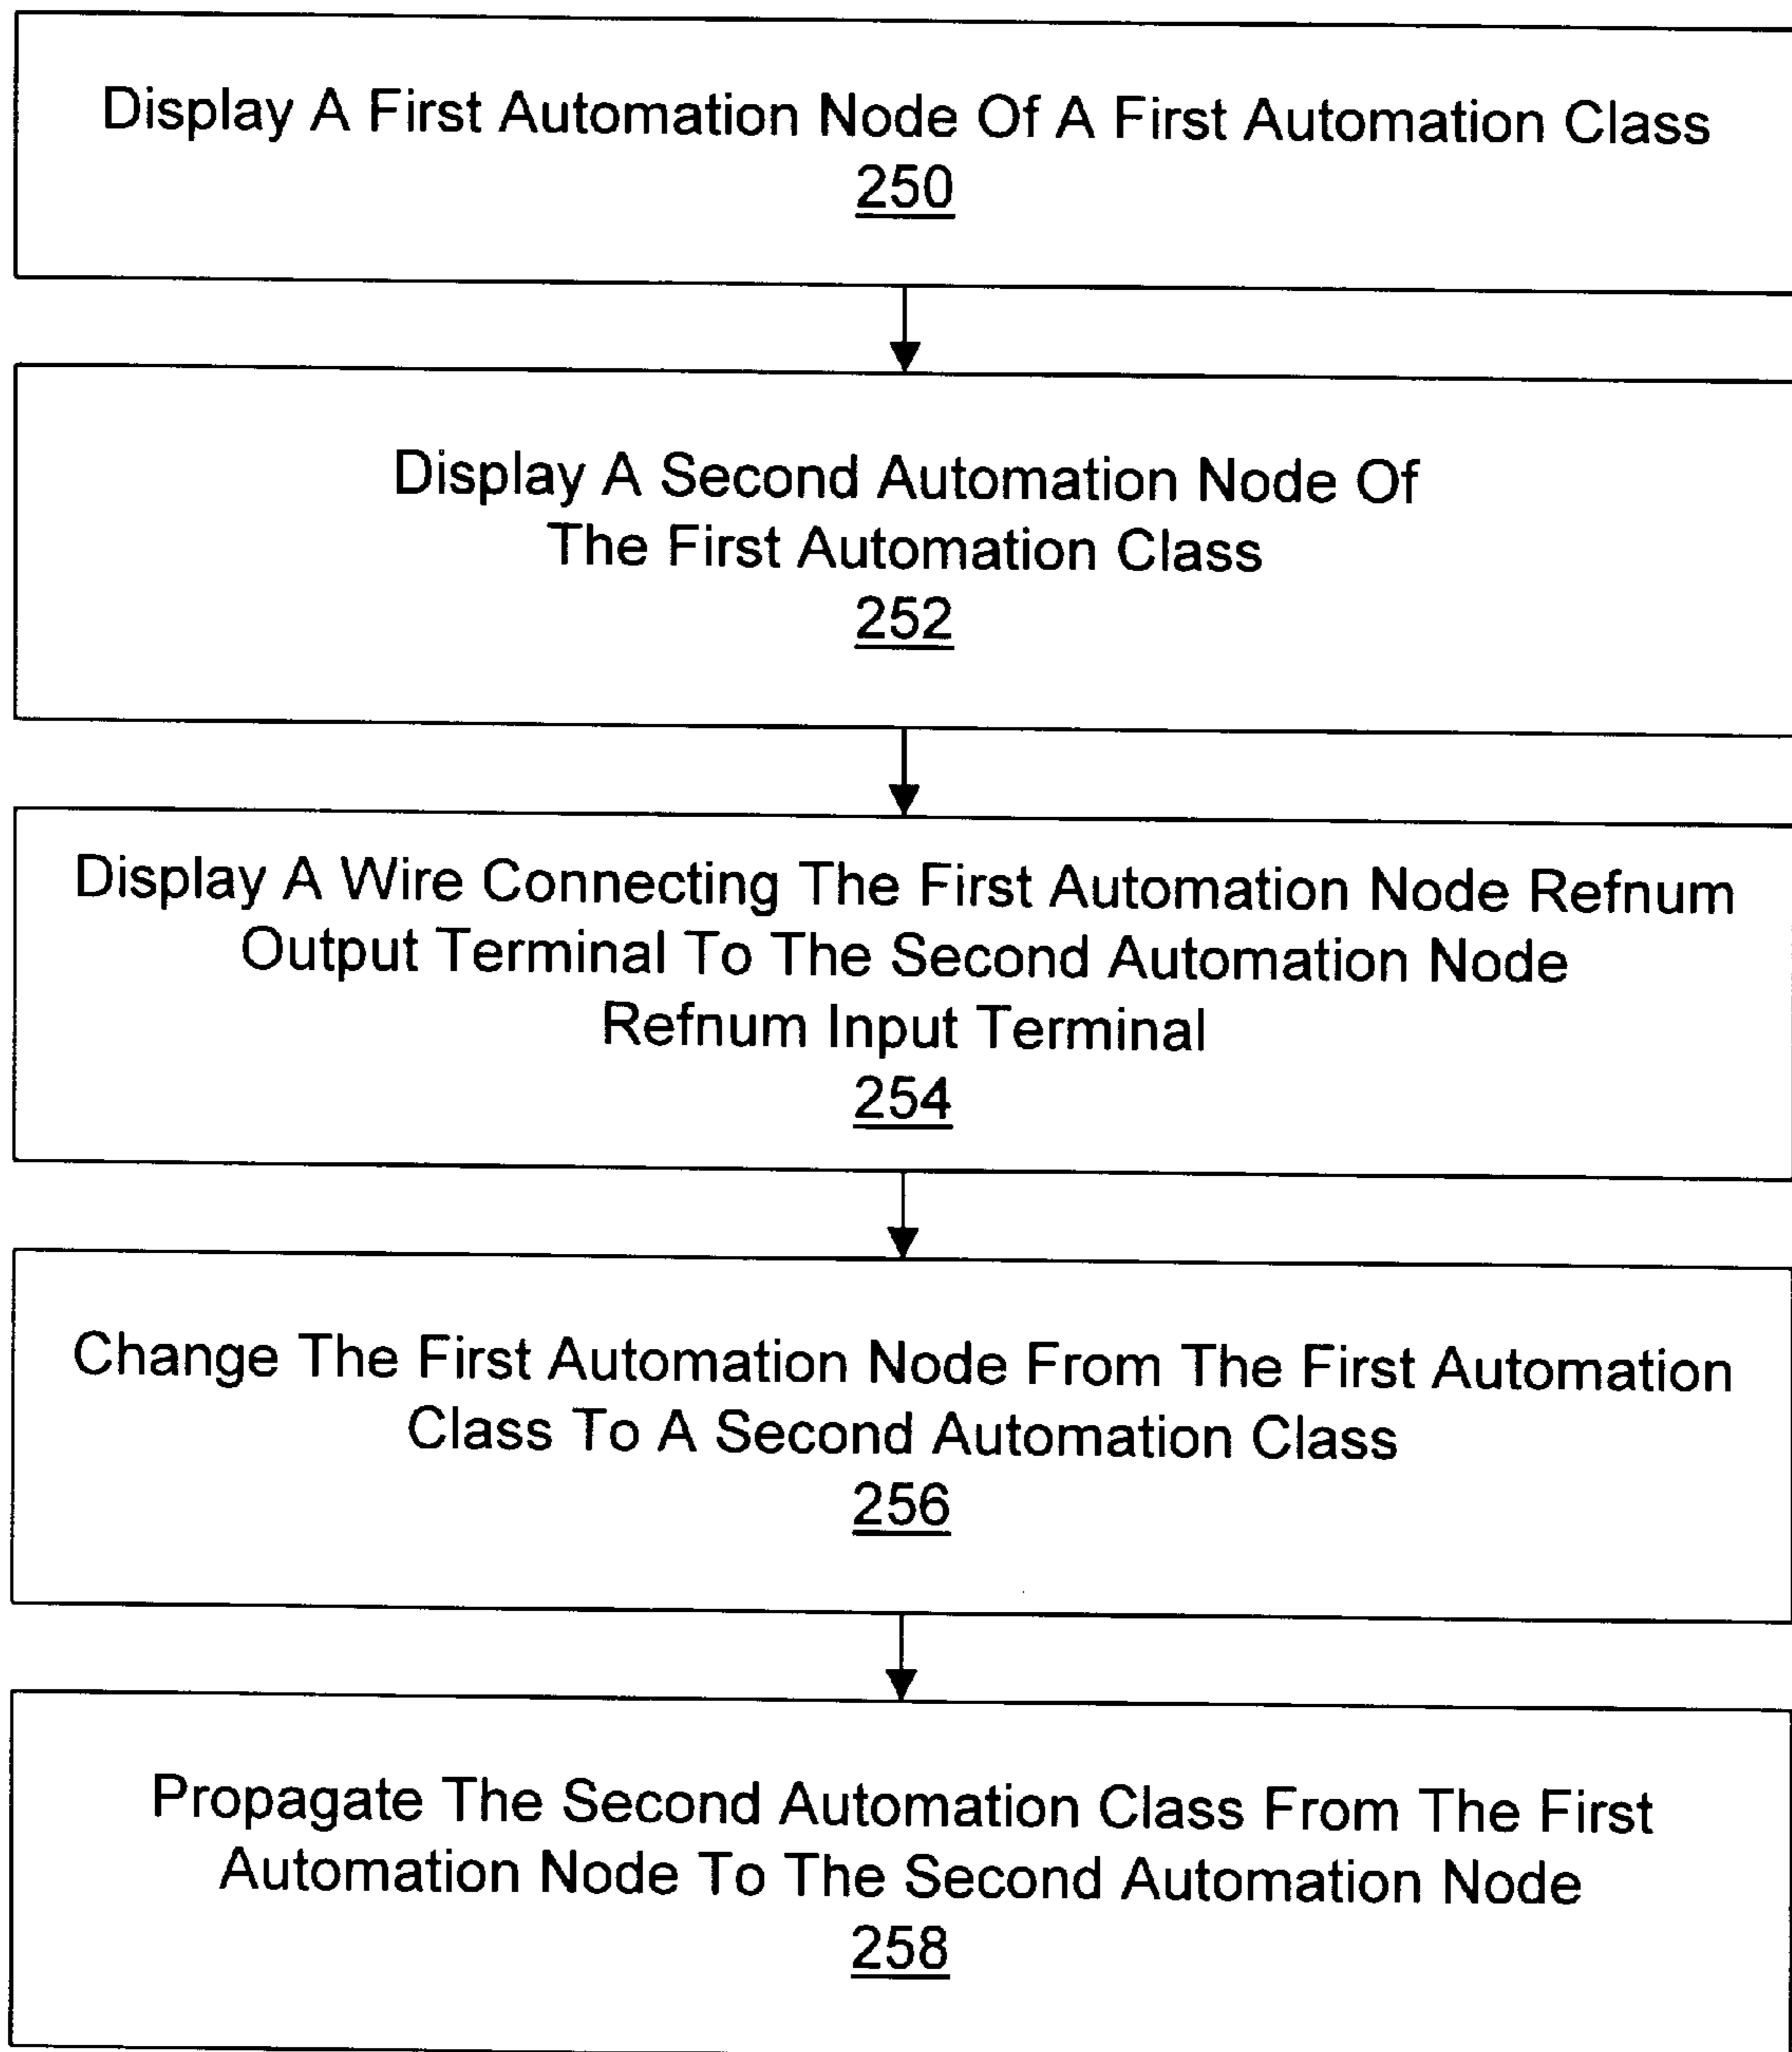 Display A First Automation Node Of A First Automation Class
250
Display A Second Automation Node Of
The First Automation Class
252
Display A Wire Connecting The First Automation Node Refnum
Output Terminal To The Second Automation Node
Refnum Input Terminal
254
Change The First Automation Node From The First Automation
Class To A Second Automation Class
256
Propagate The Second Automation Class From The First
Automation Node To The Second Automation Node
258